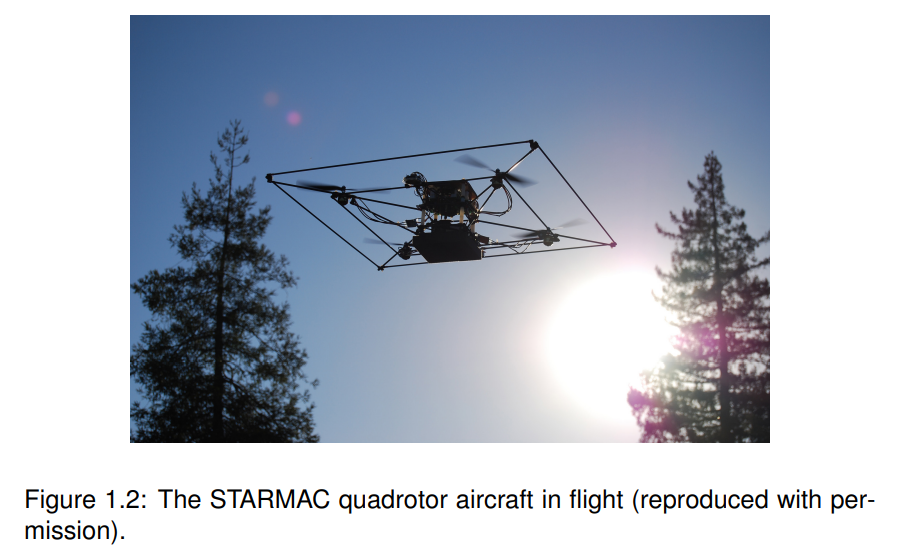 Figure 1.2: The STARMAC quadrotor aircraft in flight (reproduced with per-
mission).